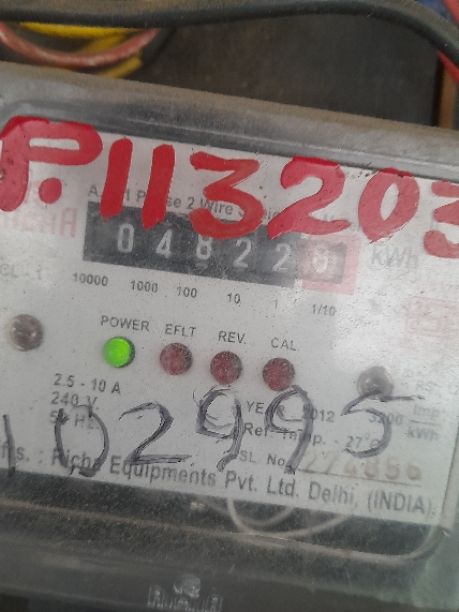 P.113203
A.C. 1 Phase 2 Wire
048228 kWh
10000 1000 100 10 1 1/10
POWER EFLT REV. CAL
2.5 - 10 A
240 V.
YEAR 2012 3200 Imp/kWh
Ref. Temp. - 27°C
102995
SL No. 274856
Equipments Pvt. Ltd. Delhi, (INDIA)